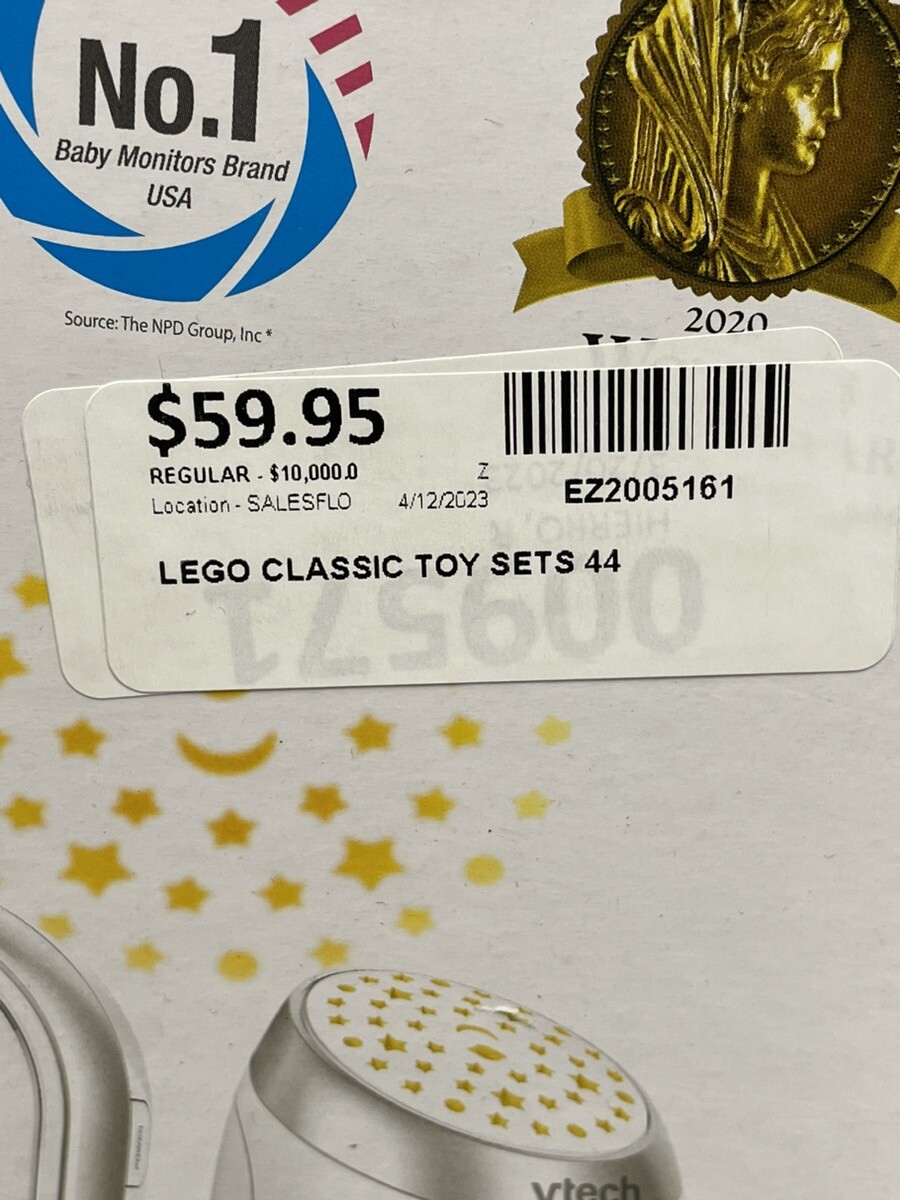 No.1
Baby Monitors Brand
USA
Source: The NPD Group, Inc *
2020
$59.95
REGULAR - $10,000.0
Z
Location - SALESFLO
4/12/2023
EZ2005161
LEGO CLASSIC TOY SETS 44
009571
vtech